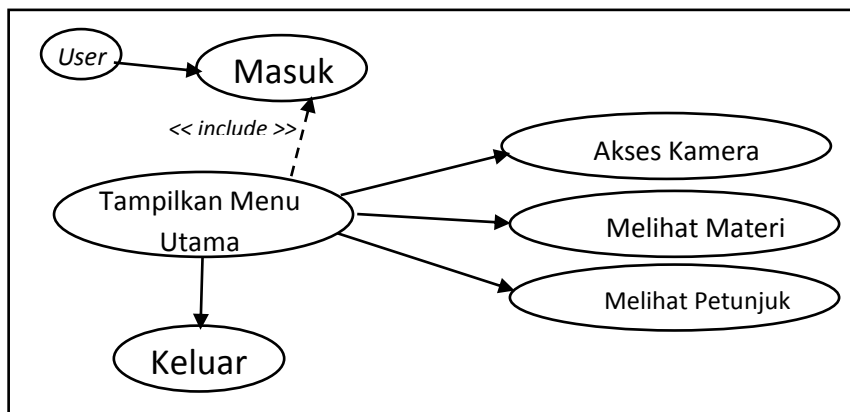 User
Masuk
<< include >>
Akses Kamera
Tampilkan Menu
Utama
Melihat Materi
Melihat Petunjuk
Keluar